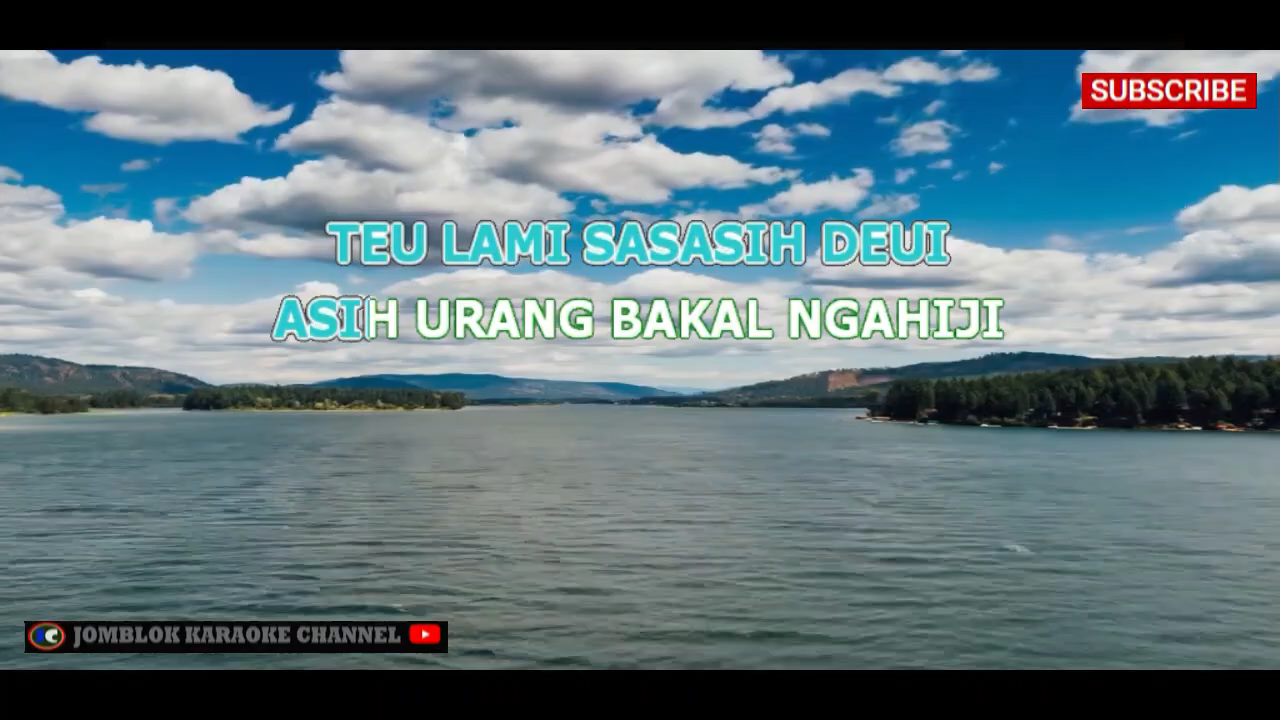 SUBSCRIBE
TEU LAMI SASASIH DEUI
ASIH URANG BAKAL NGAHIJI
JOMBLOK KARAOKE CHANNEL